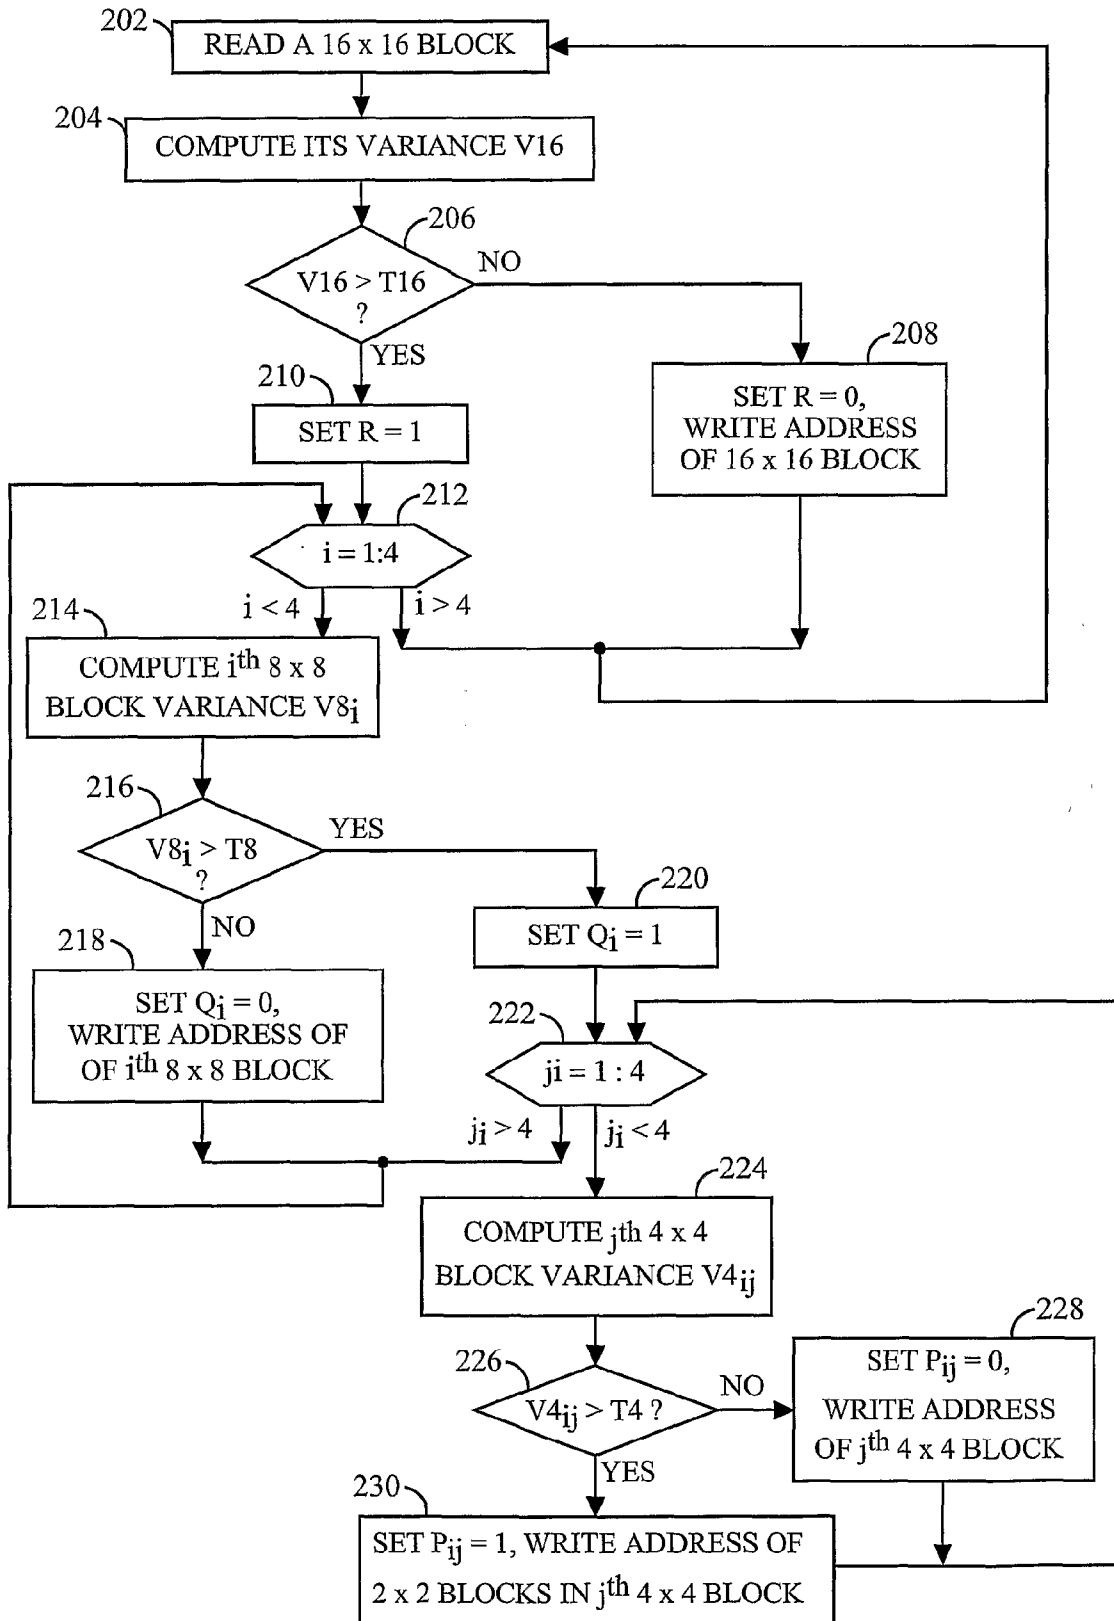 202
READ A 16 x 16 BLOCK
204
COMPUTE ITS VARIANCE V16
206
V16 > T16
?
NO
YES
208
SET R = 0,
WRITE ADDRESS
OF 16 x 16 BLOCK
210
SET R = 1
212
i = 1:4
i < 4
i > 4
214
COMPUTE ith 8 x 8
BLOCK VARIANCE V8i
216
V8i > T8
?
YES
NO
218
SET Qi = 0,
WRITE ADDRESS OF
OF ith 8 x 8 BLOCK
220
SET Qi = 1
222
ji = 1 : 4
ji > 4
ji < 4
224
COMPUTE jth 4 x 4
BLOCK VARIANCE V4ij
226
V4ij > T4 ?
NO
YES
228
SET Pij = 0,
WRITE ADDRESS
OF jth 4 x 4 BLOCK
230
SET Pij = 1, WRITE ADDRESS OF
2 x 2 BLOCKS IN jth 4 x 4 BLOCK